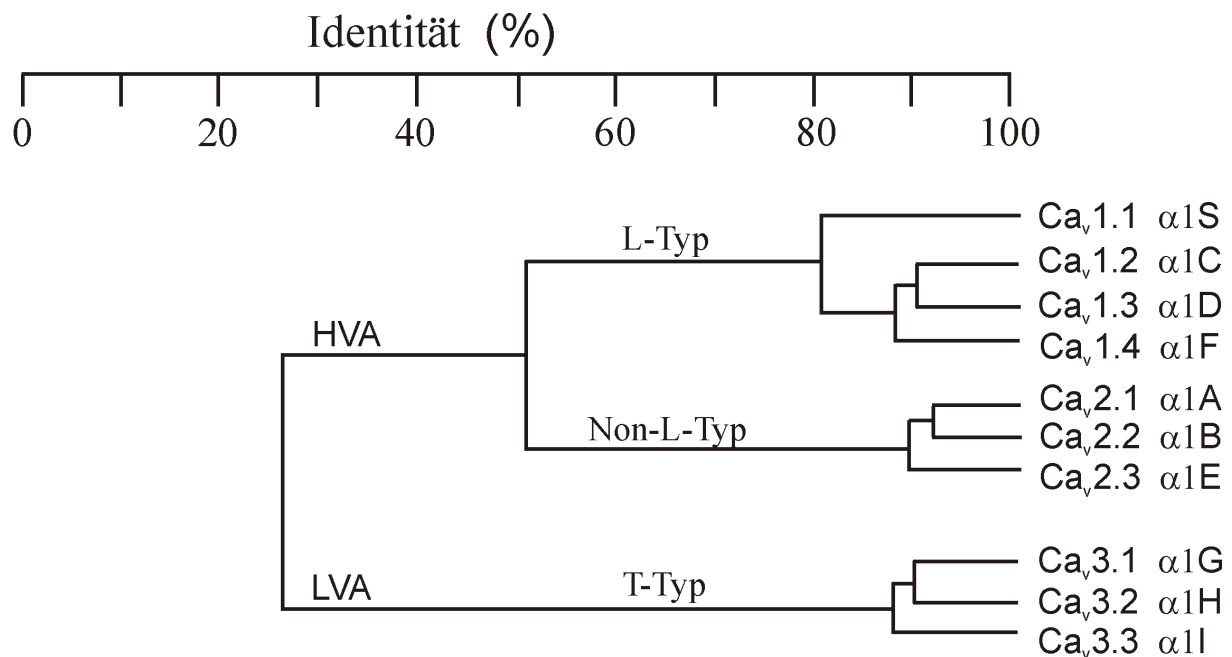 Identität (%)
0 20 40 60 80 100
Cav1.1 α1S
L-Typ
Cav1.2 α1C
Cav1.3 α1D
HVA
Cav1.4 α1F
Cav2.1 α1A
Non-L-Typ
Cav2.2 α1B
Cav2.3 α1E
Cav3.1 α1G
LVA
T-Typ
Cav3.2 α1H
Cav3.3 α1I